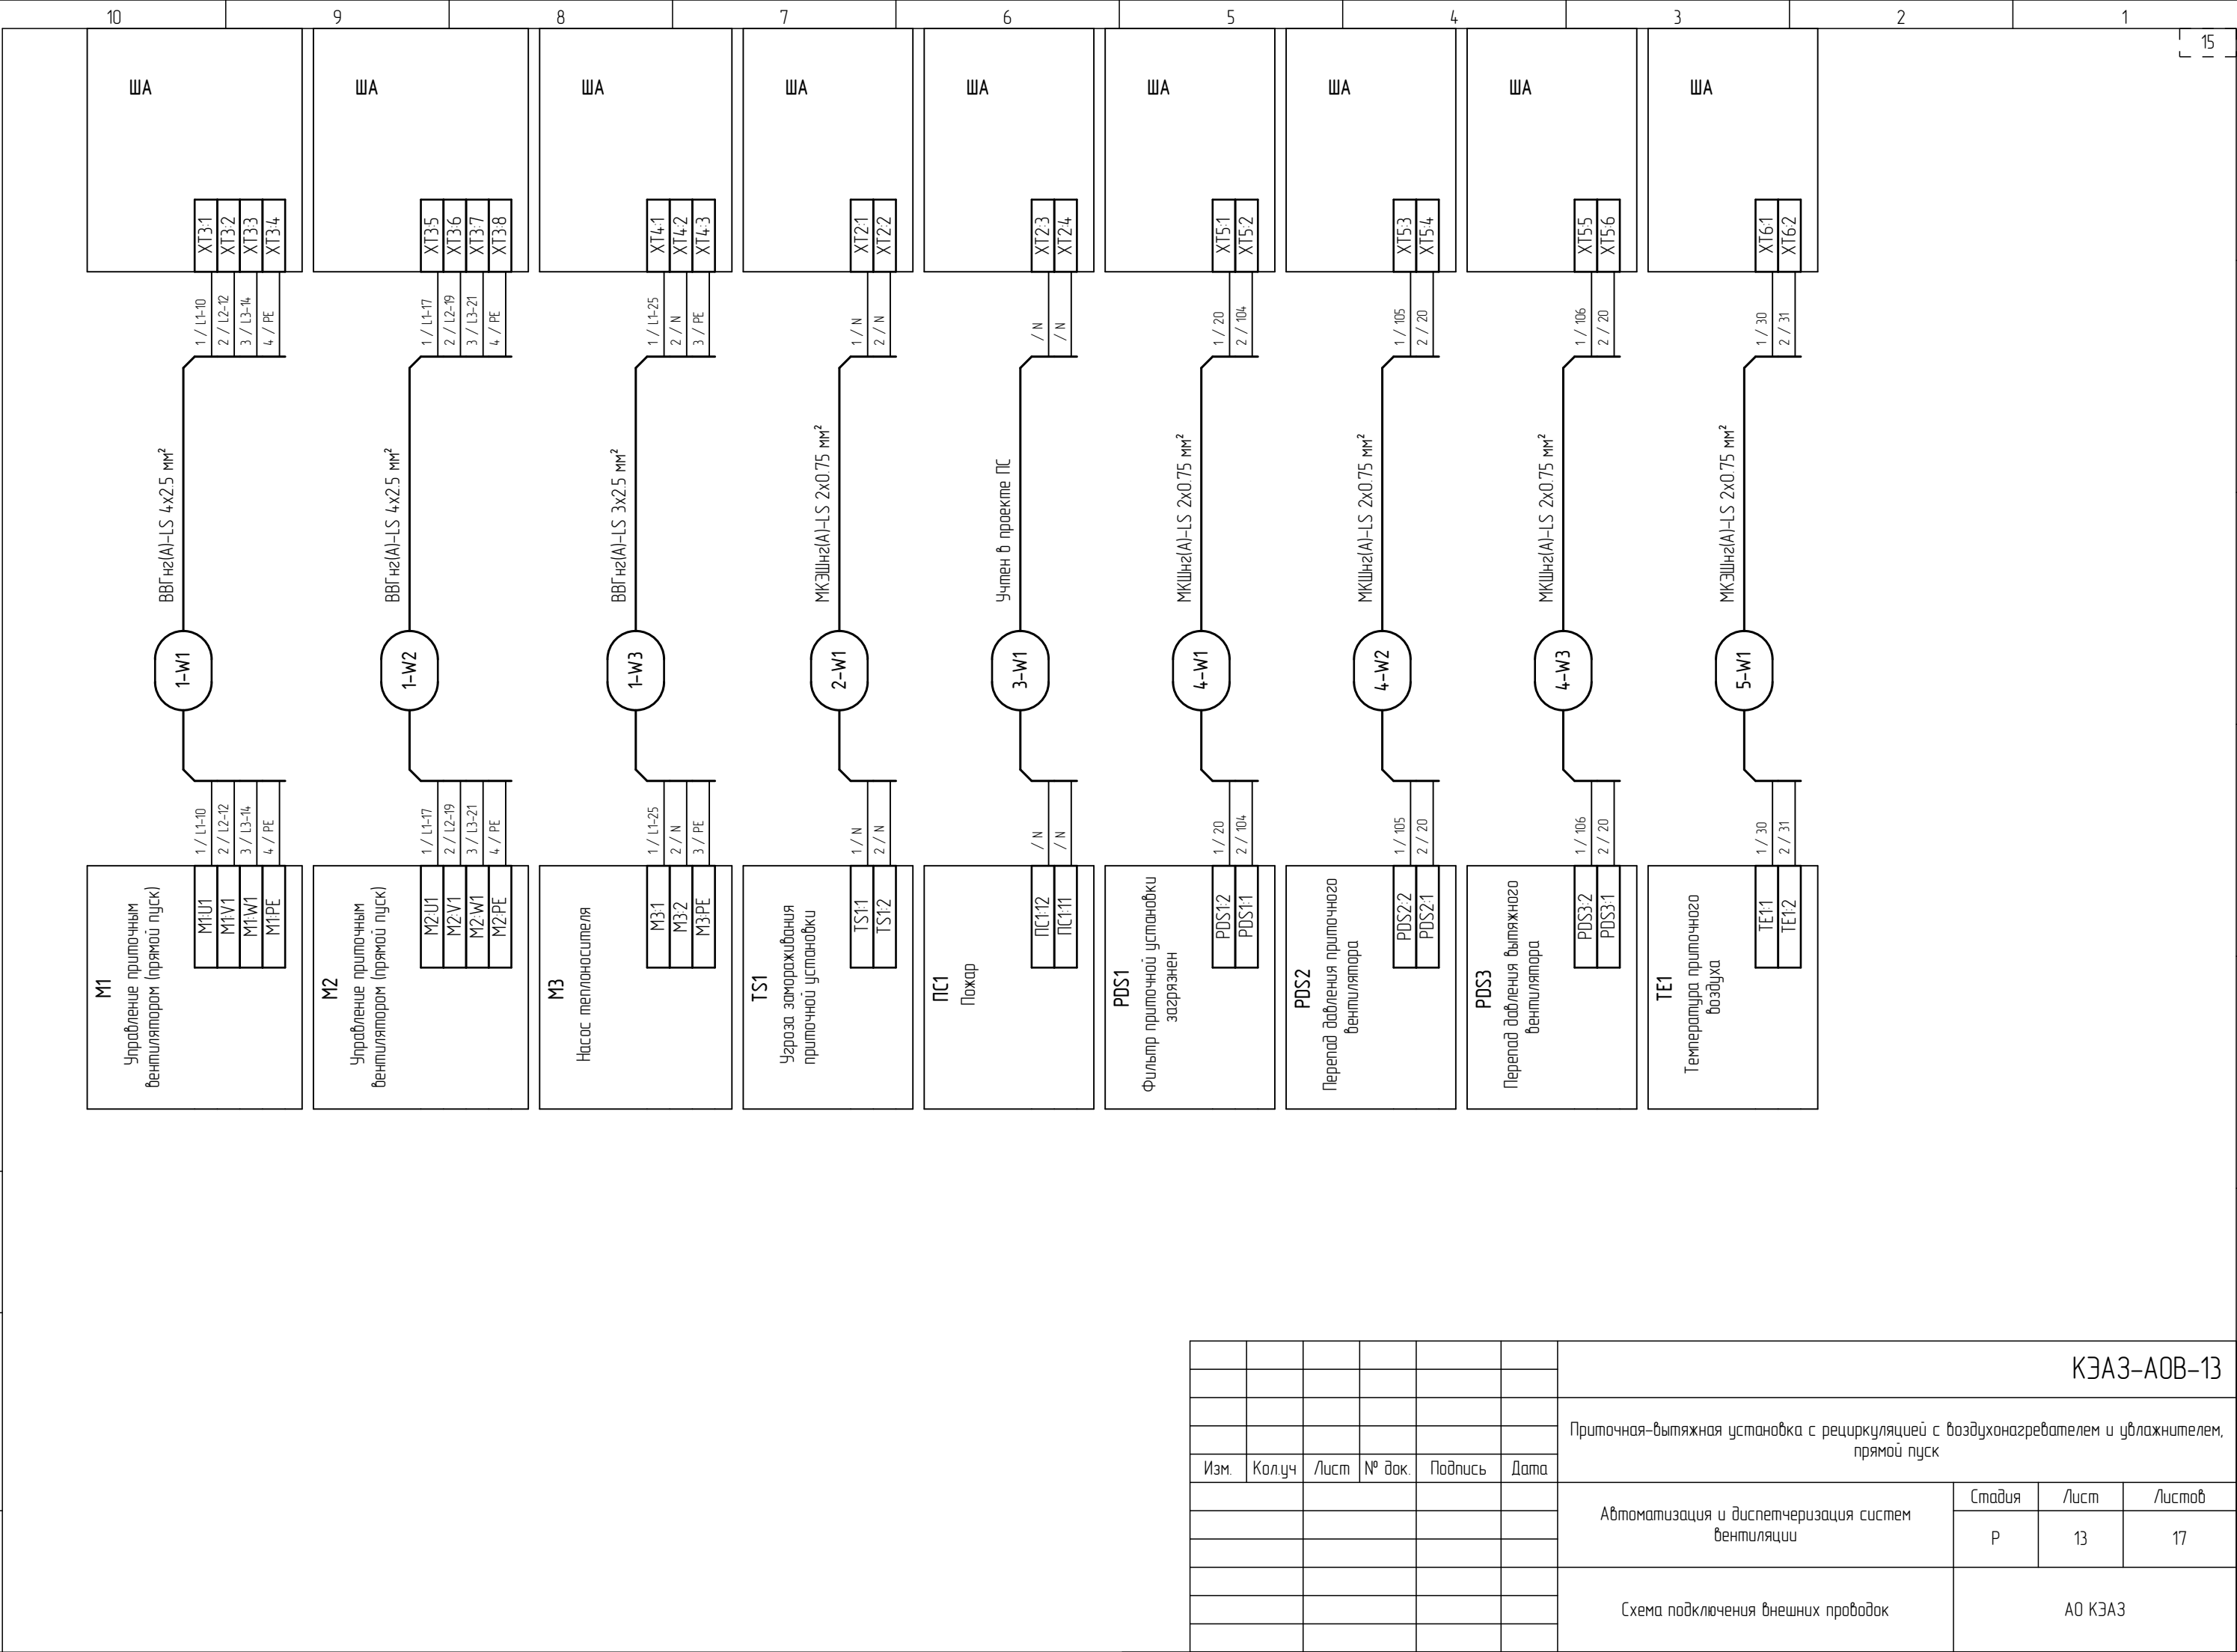 10 9 8 7 6 5 4 3 2 1
15
ША
XT3:1
XT3:2
XT3:3
XT3:4
1 / L1-10
2 / L2-12
3 / L3-14
4 / PE
ВВГнг(А)-LS 4x2.5 мм²
1-W1
1 / L1-10
2 / L2-12
3 / L3-14
4 / PE
M1:U1
M1:V1
M1:W1
M1:PE
M1
Управление приточным
вентилятором (прямой пуск)
ША
XT3:5
XT3:6
XT3:7
XT3:8
1 / L1-17
2 / L2-19
3 / L3-21
4 / PE
ВВГнг(А)-LS 4x2.5 мм²
1-W2
1 / L1-17
2 / L2-19
3 / L3-21
4 / PE
M2:U1
M2:V1
M2:W1
M2:PE
M2
Управление приточным
вентилятором (прямой пуск)
ША
XT4:1
XT4:2
XT4:3
1 / L1-25
2 / N
3 / PE
ВВГнг(А)-LS 3x2.5 мм²
1-W3
1 / L1-25
2 / N
3 / PE
M3:1
M3:2
M3:PE
M3
Насос теплоносителя
ША
XT2:1
XT2:2
1 / N
2 / N
МКЭШнг(А)-LS 2x0.75 мм²
2-W1
1 / N
2 / N
TS1:1
TS1:2
TS1
Угроза замораживания
приточной установки
ША
XT2:3
XT2:4
/ N
/ N
Учтен в проекте ПС
3-W1
/ N
/ N
ПС1:12
ПС1:11
ПС1
Пожар
ША
XT5:1
XT5:2
1 / 20
2 / 104
МКШнг(А)-LS 2x0.75 мм²
4-W1
1 / 20
2 / 104
PDS1:2
PDS1:1
PDS1
Фильтр приточной установки
загрязнен
ША
XT5:3
XT5:4
1 / 105
2 / 20
МКШнг(А)-LS 2x0.75 мм²
4-W2
1 / 105
2 / 20
PDS2:2
PDS2:1
PDS2
Перепад давления приточного
вентилятора
ША
XT5:5
XT5:6
1 / 106
2 / 20
МКШнг(А)-LS 2x0.75 мм²
4-W3
1 / 106
2 / 20
PDS3:2
PDS3:1
PDS3
Перепад давления вытяжного
вентилятора
ША
XT6:1
XT6:2
1 / 30
2 / 31
МКЭШнг(А)-LS 2x0.75 мм²
5-W1
1 / 30
2 / 31
TE1:1
TE1:2
TE1
Температура приточного
воздуха
КЭАЗ-АОВ-13
Приточная-вытяжная установка с рециркуляцией с воздухонагревателем и увлажнителем,
прямой пуск
Изм. Кол.уч Лист № док. Подпись Дата
Автоматизация и диспетчеризация систем
вентиляции
Стадия Лист Листов
Р 13 17
Схема подключения внешних проводок
АО КЭАЗ